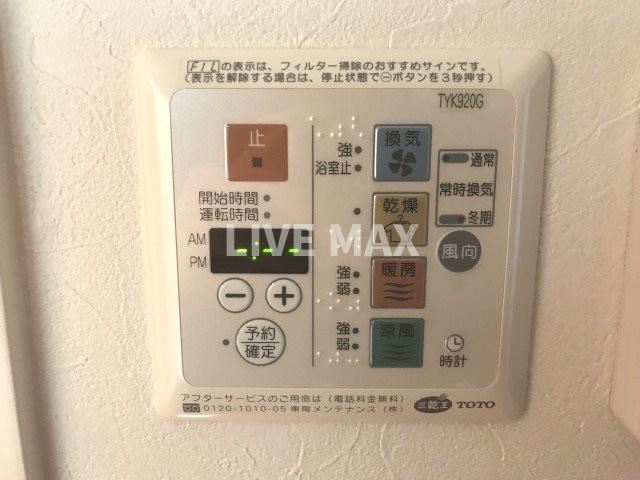 FILの表示は、フィルター掃除のおすすめサインです。
(表示を解除する場合は、停止状態で⊖ボタンを3秒押す)
TYK920G
止
換気
強
浴室止
通常
常時換気
冬期
開始時間
運転時間
乾燥
風向
AM
PM
-:--
LIVE MAX
暖房
強
弱
− +
予約
確定
涼風
強
弱
時計
アフターサービスのご用命は(電話料金無料)
0120-1010-05 東陶メンテナンス(株)
三乾王 TOTO